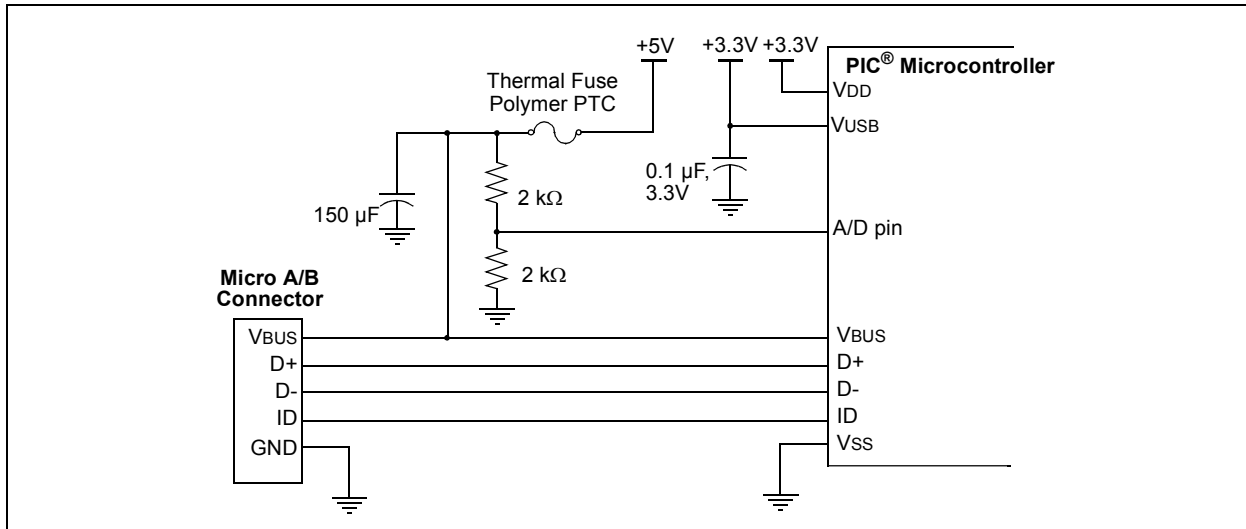 +5V
+3.3V
+3.3V
PIC® Microcontroller
VDD
Thermal Fuse
Polymer PTC
VUSB
0.1 µF,
3.3V
2 kΩ
150 µF
A/D pin
2 kΩ
Micro A/B
Connector
VBUS
D+
D-
ID
GND
VBUS
D+
D-
ID
VSS